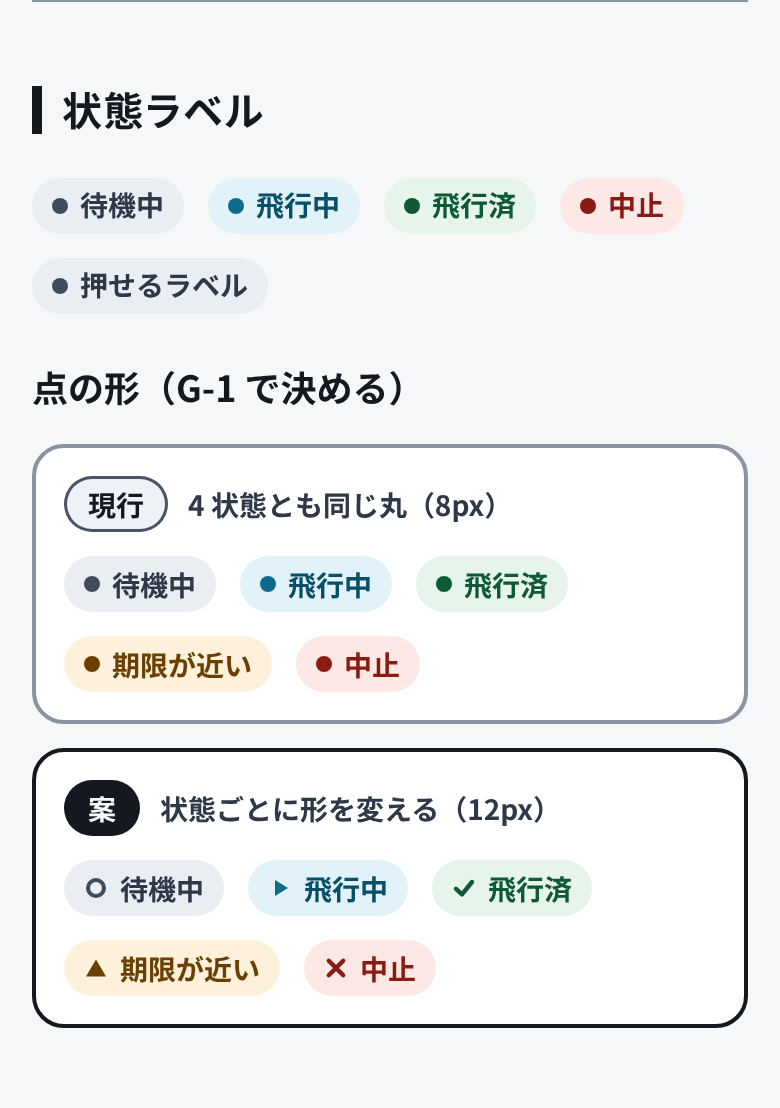 状態ラベル
待機中 飛行中 飛行済 中止
押せるラベル
点の形（G-1 で決める）
現行 4 状態とも同じ丸（8px）
待機中 飛行中 飛行済
期限が近い 中止
案 状態ごとに形を変える（12px）
待機中 飛行中 飛行済
期限が近い 中止